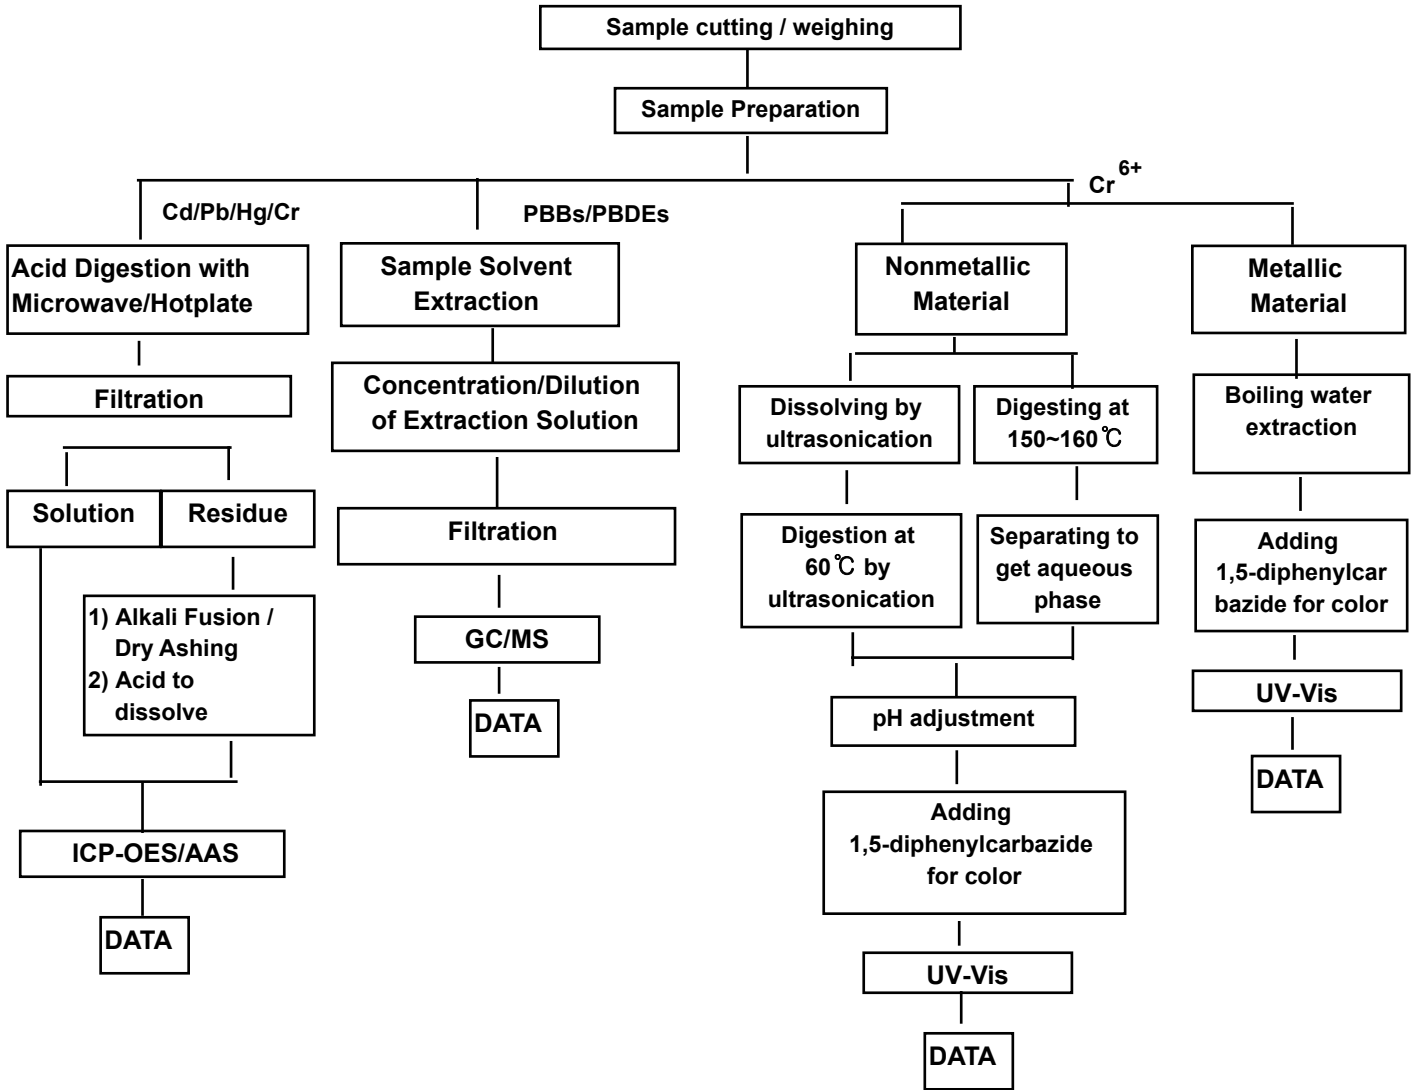 Sample cutting / weighing
Sample Preparation
Cd/Pb/Hg/Cr
PBBs/PBDEs
Cr 6+
Acid Digestion with
Microwave/Hotplate
Filtration
Solution
Residue
1) Alkali Fusion /
Dry Ashing
2) Acid to
dissolve
ICP-OES/AAS
DATA
Sample Solvent
Extraction
Concentration/Dilution
of Extraction Solution
Filtration
GC/MS
DATA
Nonmetallic
Material
Dissolving by
ultrasonication
Digestion at
60℃ by
ultrasonication
Digesting at
150~160℃
Separating to
get aqueous
phase
pH adjustment
Adding
1,5-diphenylcarbazide
for color
UV-Vis
DATA
Metallic
Material
Boiling water
extraction
Adding
1,5-diphenylcar
bazide for color
UV-Vis
DATA